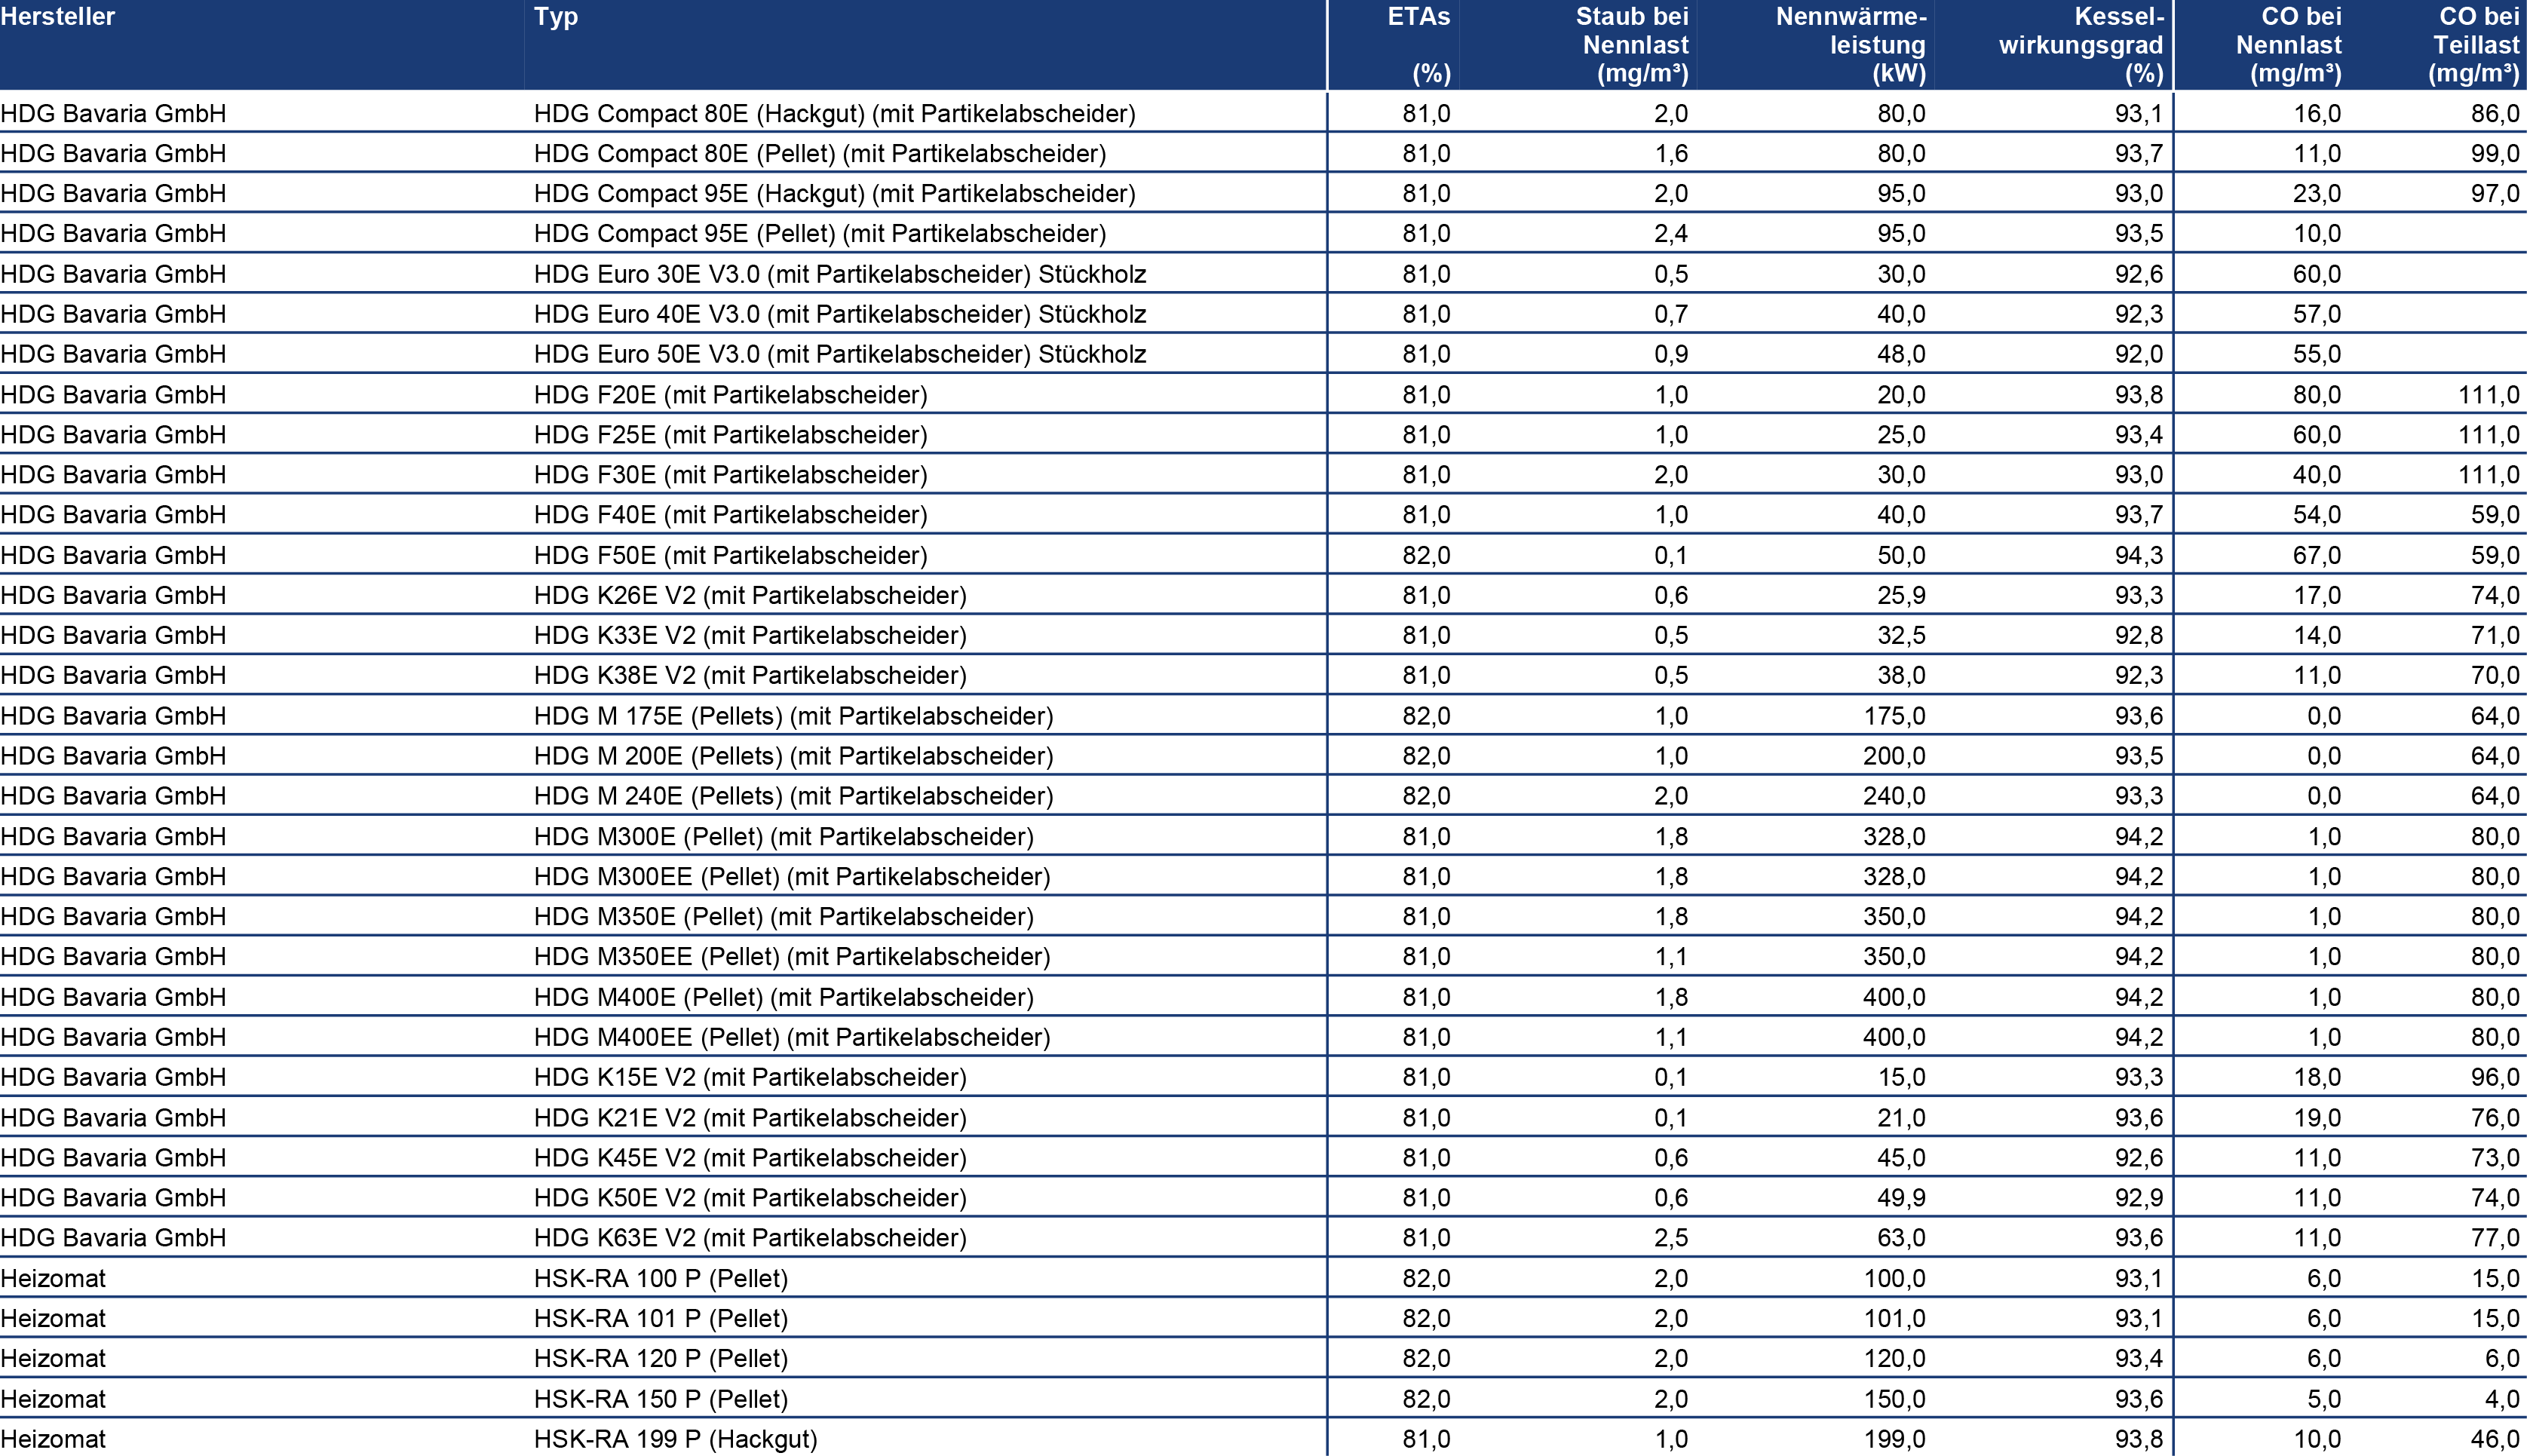 Hersteller Typ ETAs (%) Staub bei Nennlast (mg/m³) Nennwärme-leistung (kW) Kessel-wirkungsgrad (%) CO bei Nennlast (mg/m³) CO bei Teillast (mg/m³)
HDG Bavaria GmbH HDG Compact 80E (Hackgut) (mit Partikelabscheider) 81,0 2,0 80,0 93,1 16,0 86,0
HDG Bavaria GmbH HDG Compact 80E (Pellet) (mit Partikelabscheider) 81,0 1,6 80,0 93,7 11,0 99,0
HDG Bavaria GmbH HDG Compact 95E (Hackgut) (mit Partikelabscheider) 81,0 2,0 95,0 93,0 23,0 97,0
HDG Bavaria GmbH HDG Compact 95E (Pellet) (mit Partikelabscheider) 81,0 2,4 95,0 93,5 10,0
HDG Bavaria GmbH HDG Euro 30E V3.0 (mit Partikelabscheider) Stückholz 81,0 0,5 30,0 92,6 60,0
HDG Bavaria GmbH HDG Euro 40E V3.0 (mit Partikelabscheider) Stückholz 81,0 0,7 40,0 92,3 57,0
HDG Bavaria GmbH HDG Euro 50E V3.0 (mit Partikelabscheider) Stückholz 81,0 0,9 48,0 92,0 55,0
HDG Bavaria GmbH HDG F20E (mit Partikelabscheider) 81,0 1,0 20,0 93,8 80,0 111,0
HDG Bavaria GmbH HDG F25E (mit Partikelabscheider) 81,0 1,0 25,0 93,4 60,0 111,0
HDG Bavaria GmbH HDG F30E (mit Partikelabscheider) 81,0 2,0 30,0 93,0 40,0 111,0
HDG Bavaria GmbH HDG F40E (mit Partikelabscheider) 81,0 1,0 40,0 93,7 54,0 59,0
HDG Bavaria GmbH HDG F50E (mit Partikelabscheider) 82,0 0,1 50,0 94,3 67,0 59,0
HDG Bavaria GmbH HDG K26E V2 (mit Partikelabscheider) 81,0 0,6 25,9 93,3 17,0 74,0
HDG Bavaria GmbH HDG K33E V2 (mit Partikelabscheider) 81,0 0,5 32,5 92,8 14,0 71,0
HDG Bavaria GmbH HDG K38E V2 (mit Partikelabscheider) 81,0 0,5 38,0 92,3 11,0 70,0
HDG Bavaria GmbH HDG M 175E (Pellets) (mit Partikelabscheider) 82,0 1,0 175,0 93,6 0,0 64,0
HDG Bavaria GmbH HDG M 200E (Pellets) (mit Partikelabscheider) 82,0 1,0 200,0 93,5 0,0 64,0
HDG Bavaria GmbH HDG M 240E (Pellets) (mit Partikelabscheider) 82,0 2,0 240,0 93,3 0,0 64,0
HDG Bavaria GmbH HDG M300E (Pellet) (mit Partikelabscheider) 81,0 1,8 328,0 94,2 1,0 80,0
HDG Bavaria GmbH HDG M300EE (Pellet) (mit Partikelabscheider) 81,0 1,8 328,0 94,2 1,0 80,0
HDG Bavaria GmbH HDG M350E (Pellet) (mit Partikelabscheider) 81,0 1,8 350,0 94,2 1,0 80,0
HDG Bavaria GmbH HDG M350EE (Pellet) (mit Partikelabscheider) 81,0 1,1 350,0 94,2 1,0 80,0
HDG Bavaria GmbH HDG M400E (Pellet) (mit Partikelabscheider) 81,0 1,8 400,0 94,2 1,0 80,0
HDG Bavaria GmbH HDG M400EE (Pellet) (mit Partikelabscheider) 81,0 1,1 400,0 94,2 1,0 80,0
HDG Bavaria GmbH HDG K15E V2 (mit Partikelabscheider) 81,0 0,1 15,0 93,3 18,0 96,0
HDG Bavaria GmbH HDG K21E V2 (mit Partikelabscheider) 81,0 0,1 21,0 93,6 19,0 76,0
HDG Bavaria GmbH HDG K45E V2 (mit Partikelabscheider) 81,0 0,6 45,0 92,6 11,0 73,0
HDG Bavaria GmbH HDG K50E V2 (mit Partikelabscheider) 81,0 0,6 49,9 92,9 11,0 74,0
HDG Bavaria GmbH HDG K63E V2 (mit Partikelabscheider) 81,0 2,5 63,0 93,6 11,0 77,0
Heizomat HSK-RA 100 P (Pellet) 82,0 2,0 100,0 93,1 6,0 15,0
Heizomat HSK-RA 101 P (Pellet) 82,0 2,0 101,0 93,1 6,0 15,0
Heizomat HSK-RA 120 P (Pellet) 82,0 2,0 120,0 93,4 6,0 6,0
Heizomat HSK-RA 150 P (Pellet) 82,0 2,0 150,0 93,6 5,0 4,0
Heizomat HSK-RA 199 P (Hackgut) 81,0 1,0 199,0 93,8 10,0 46,0